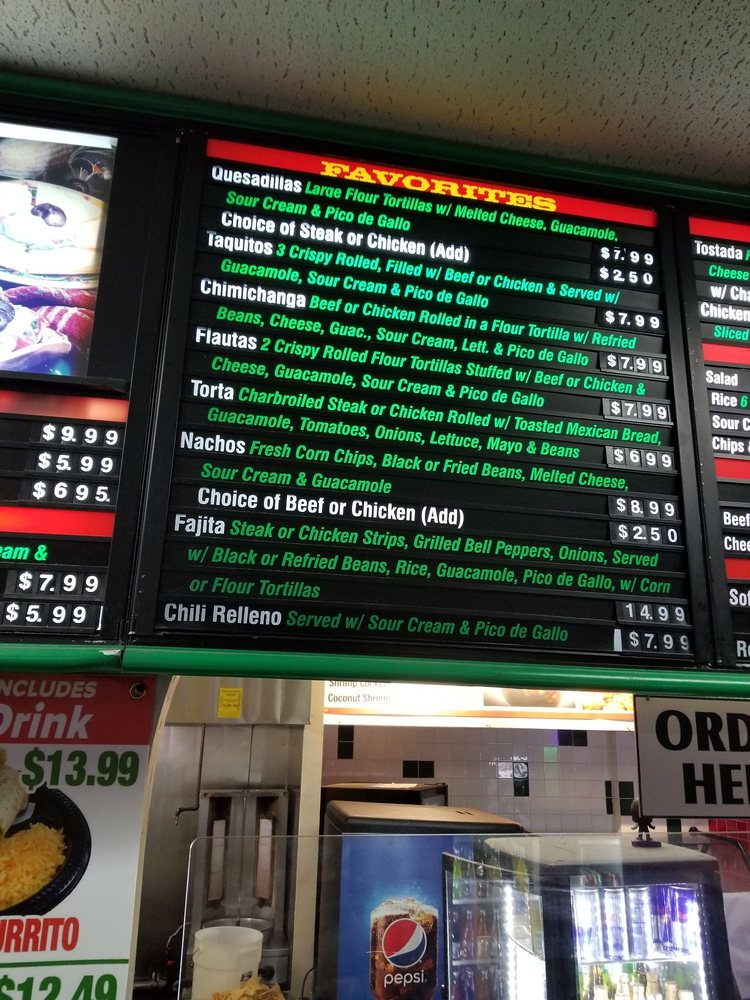 FAVORITES
Quesadillas Large Flour Tortillas w/ Melted Cheese, Guacamole,
Sour Cream & Pico de Gallo $7.99
Choice of Steak or Chicken (Add) $2.50
Taquitos 3 Crispy Rolled, Filled w/ Beef or Chicken & Served w/
Guacamole, Sour Cream & Pico de Gallo $7.99
Chimichanga Beef or Chicken Rolled in a Flour Tortilla w/ Refried
Beans, Cheese, Guac., Sour Cream, Lett. & Pico de Gallo $7.99
Flautas 2 Crispy Rolled Flour Tortillas Stuffed w/ Beef or Chicken &
Cheese, Guacamole, Sour Cream & Pico de Gallo $7.99
Torta Charbroiled Steak or Chicken Rolled w/ Toasted Mexican Bread,
Guacamole, Tomatoes, Onions, Lettuce, Mayo & Beans $699
Nachos Fresh Corn Chips, Black or Fried Beans, Melted Cheese,
Sour Cream & Guacamole $8.99
Choice of Beef or Chicken (Add) $2.50
Fajita Steak or Chicken Strips, Grilled Bell Peppers, Onions, Served
w/ Black or Refried Beans, Rice, Guacamole, Pico de Gallo, w/ Corn
or Flour Tortillas 14.99
Chili Relleno Served w/ Sour Cream & Pico de Gallo $7.99
$9.99
$5.99
$695.
&
$7.99
$5.99
Tostada
Cheese
w/
Chicken
Sliced
Salad
Rice 6
Sour
Chips
Beef
INCLUDES
Drink
$13.99
$12.49
Coconut
pepsi